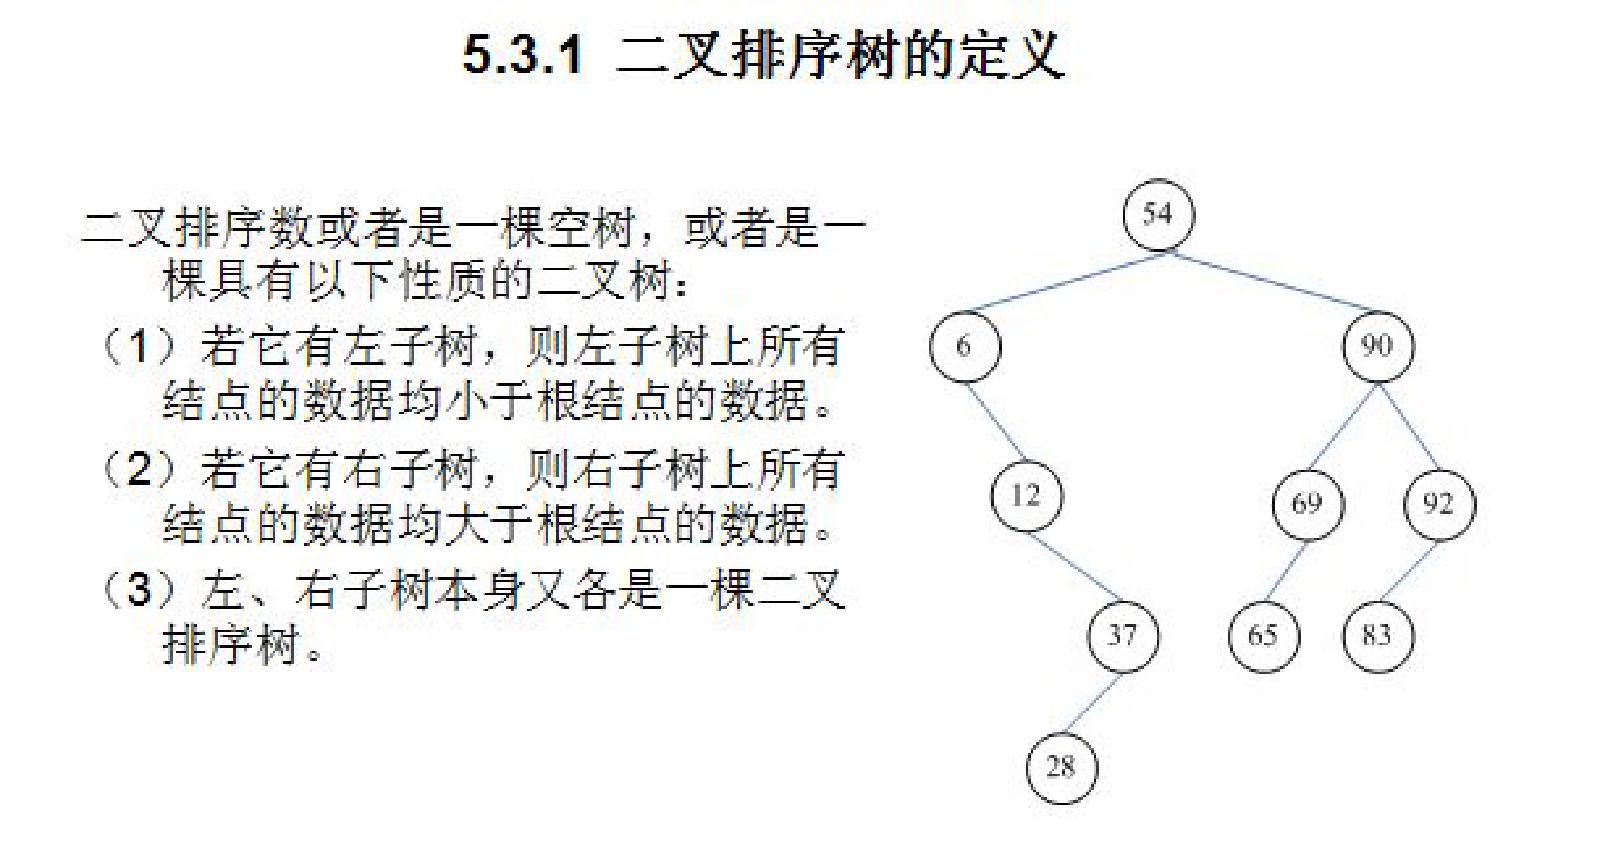 5.3.1 二叉排序树的定义
二叉排序数或者是一棵空树，或者是一
棵具有以下性质的二叉树：
（1）若它有左子树，则左子树上所有
结点的数据均小于根结点的数据。
（2）若它有右子树，则右子树上所有
结点的数据均大于根结点的数据。
（3）左、右子树本身又各是一棵二叉
排序树。
54
6
90
12
69
92
37
65
83
28